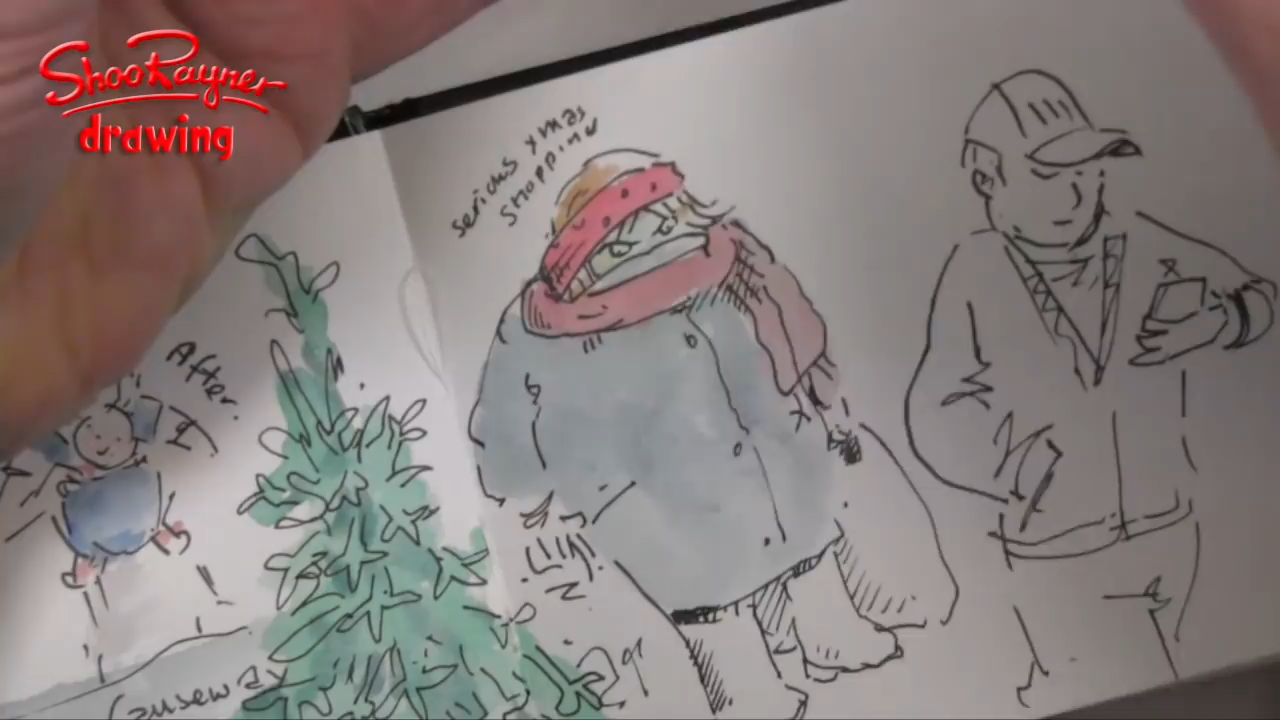 ShooRayner
drawing
serious xmas
shopping
After.
Causeway